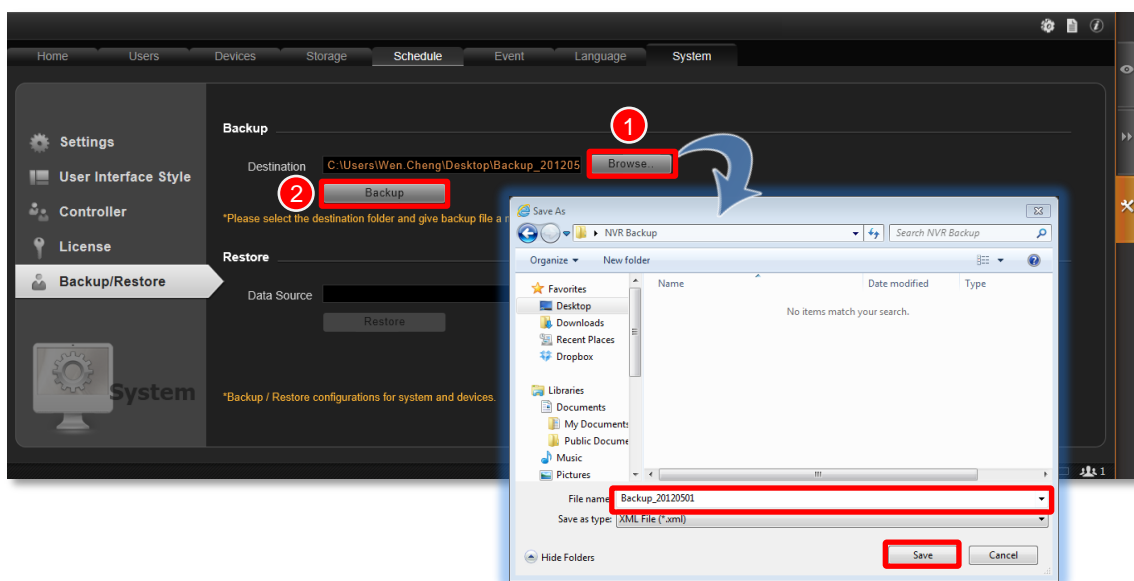 Home Users Devices Storage Schedule Event Language System
Settings
User Interface Style
Controller
License
Backup/Restore
System
Backup
1
Destination C:\Users\Wen.Cheng\Desktop\Backup_201205 Browse..
2 Backup
*Please select the destination folder and give backup file a
Restore
Data Source
Restore
*Backup / Restore configurations for system and devices.
Save As
NVR Backup Search NVR Backup
Organize New folder
Favorites
Desktop
Downloads
Recent Places
Dropbox
Libraries
Documents
My Documents
Public Docume
Music
Pictures
Name Date modified Type
No items match your search.
File name: Backup_20120501
Save as type: XML File (*.xml)
Hide Folders Save Cancel
1